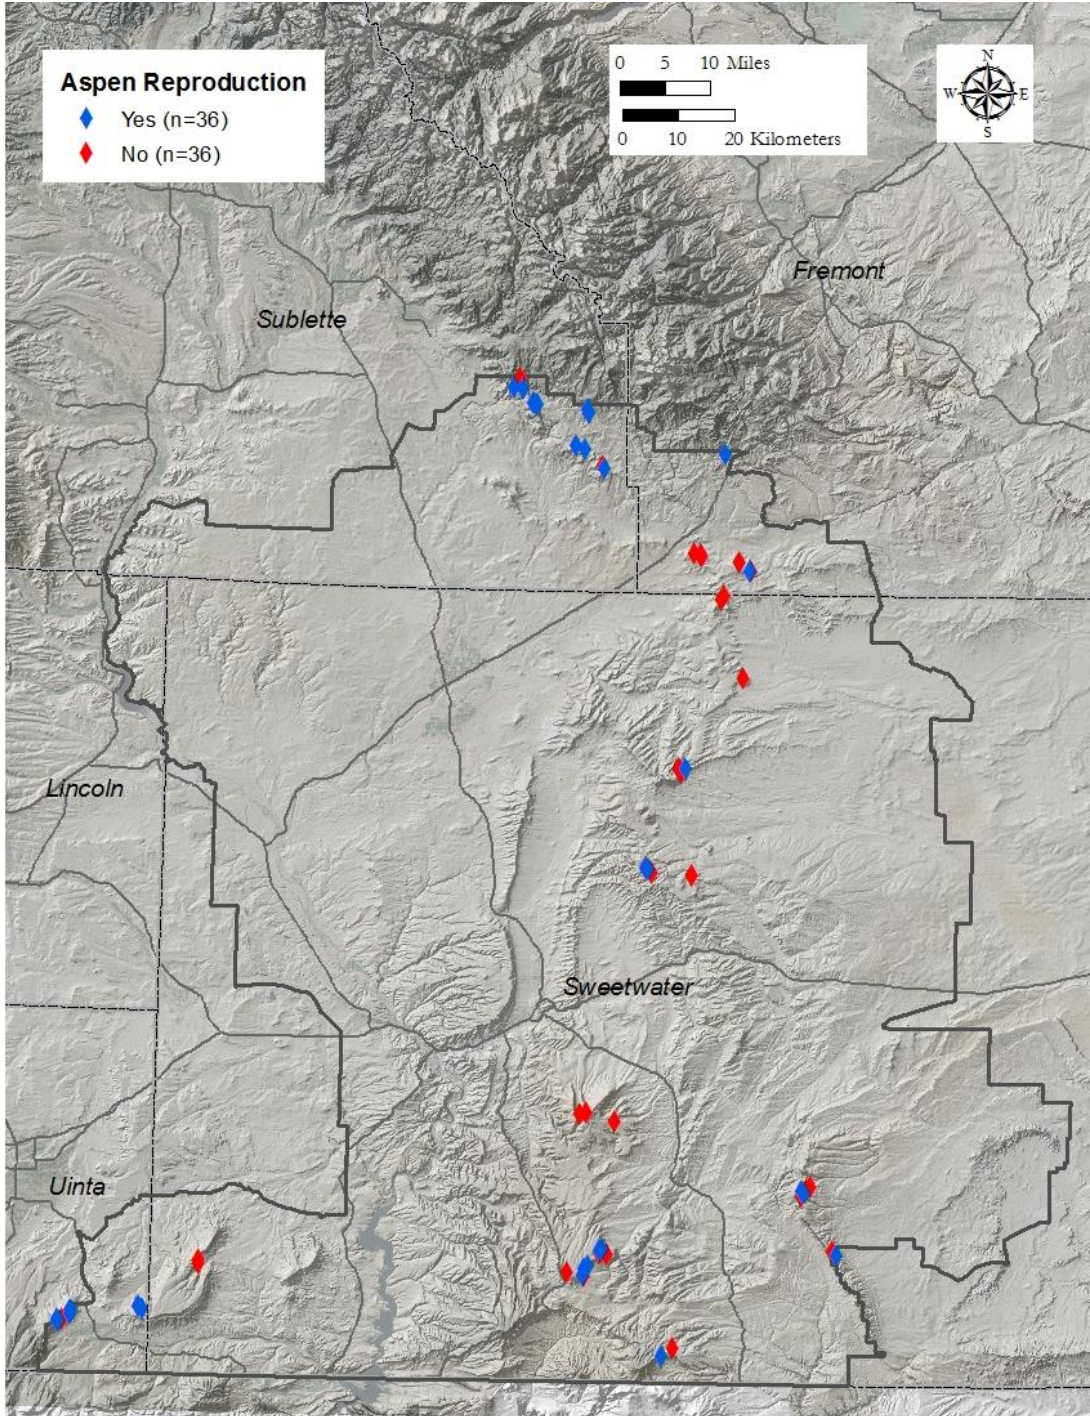 Aspen Reproduction
Yes (n=36)
No (n=36)
0 5 10 Miles
0 10 20 Kilometers
N
W E
S
Fremont
Sublette
Lincoln
Sweetwater
Uinta